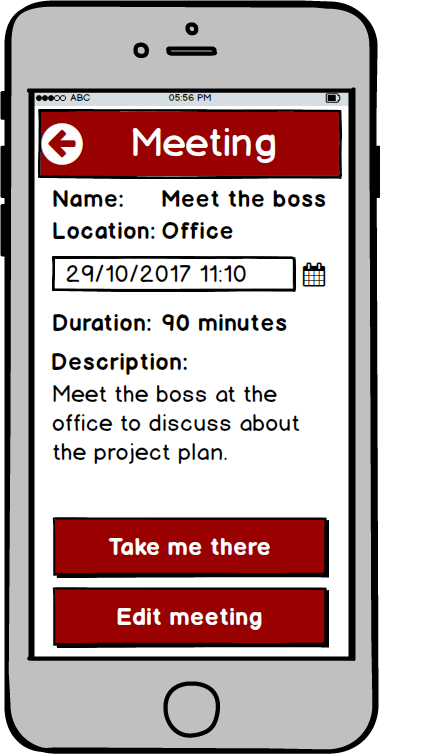 ABC 05:56 PM
Meeting
Name: Meet the boss
Location: Office
29/10/2017 11:10
Duration: 90 minutes
Description:
Meet the boss at the
office to discuss about
the project plan.
Take me there
Edit meeting